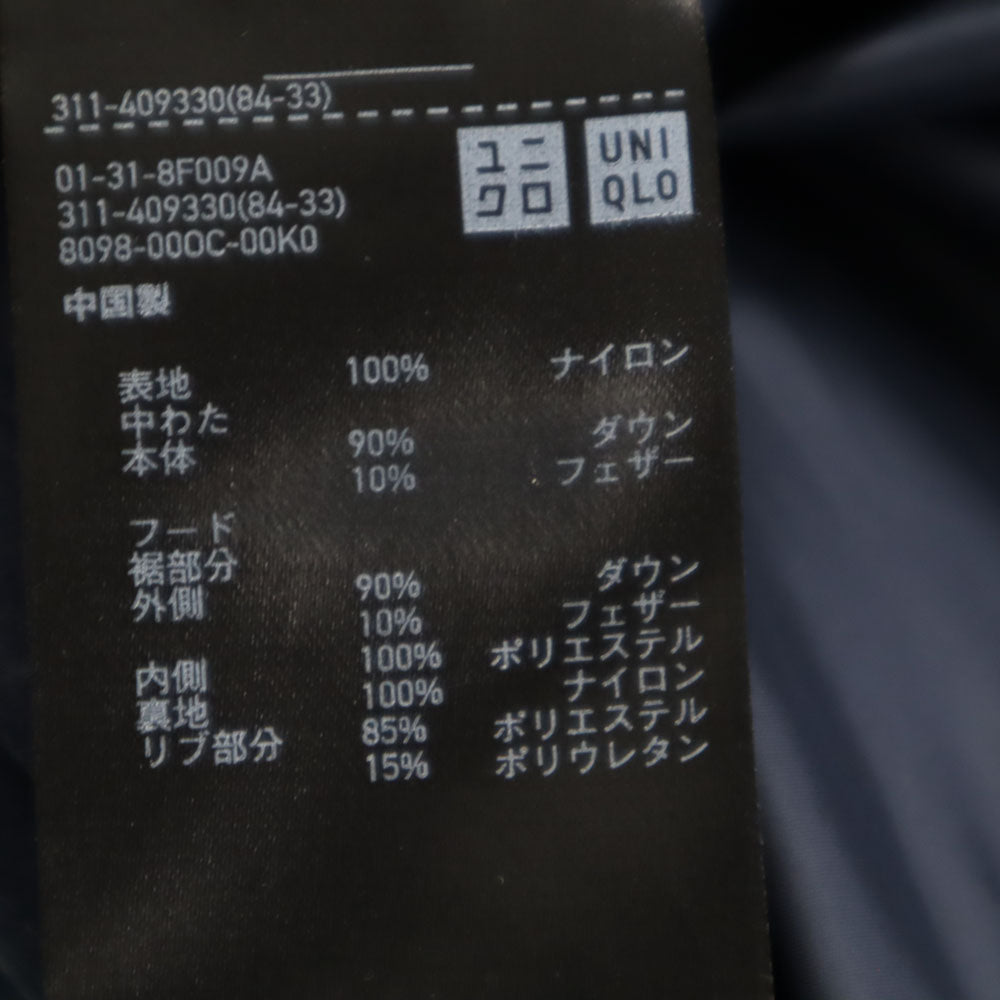 311-409330(84-33)
01-31-8F009A
311-409330(84-33)
8098-000C-00K0
ユニ
クロ
UNI
QLO
中国製
表地 100% ナイロン
中わた
本体 90% ダウン
10% フェザー
フード
裾部分
外側 90% ダウン
10% フェザー
内側 100% ポリエステル
裏地 100% ナイロン
リブ部分 85% ポリエステル
15% ポリウレタン